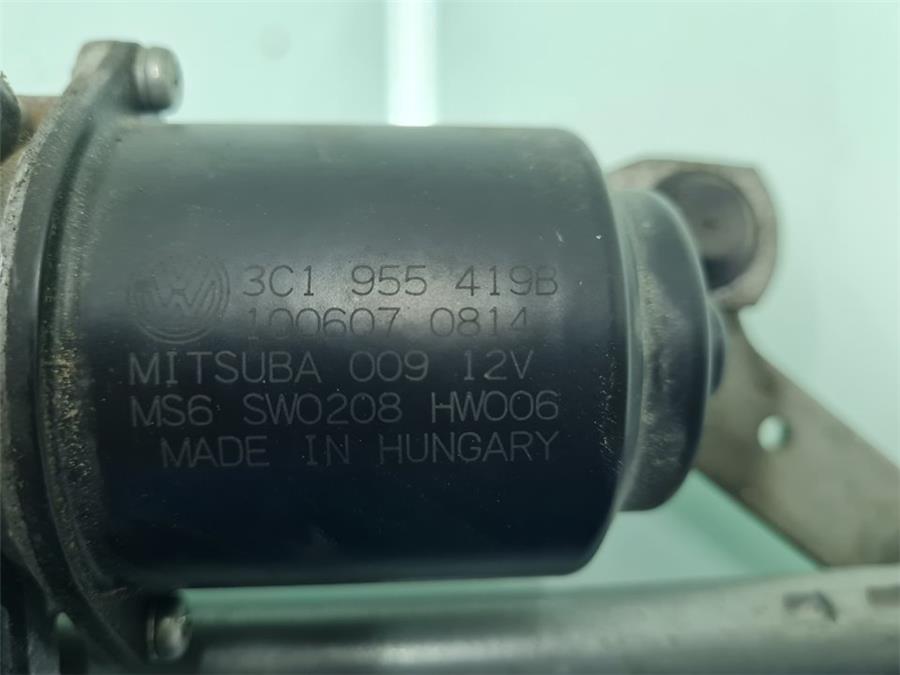 3C1 955 419B
100607 0814
MITSUBA 009 12V
MS6 SW0208 HW006
MADE IN HUNGARY